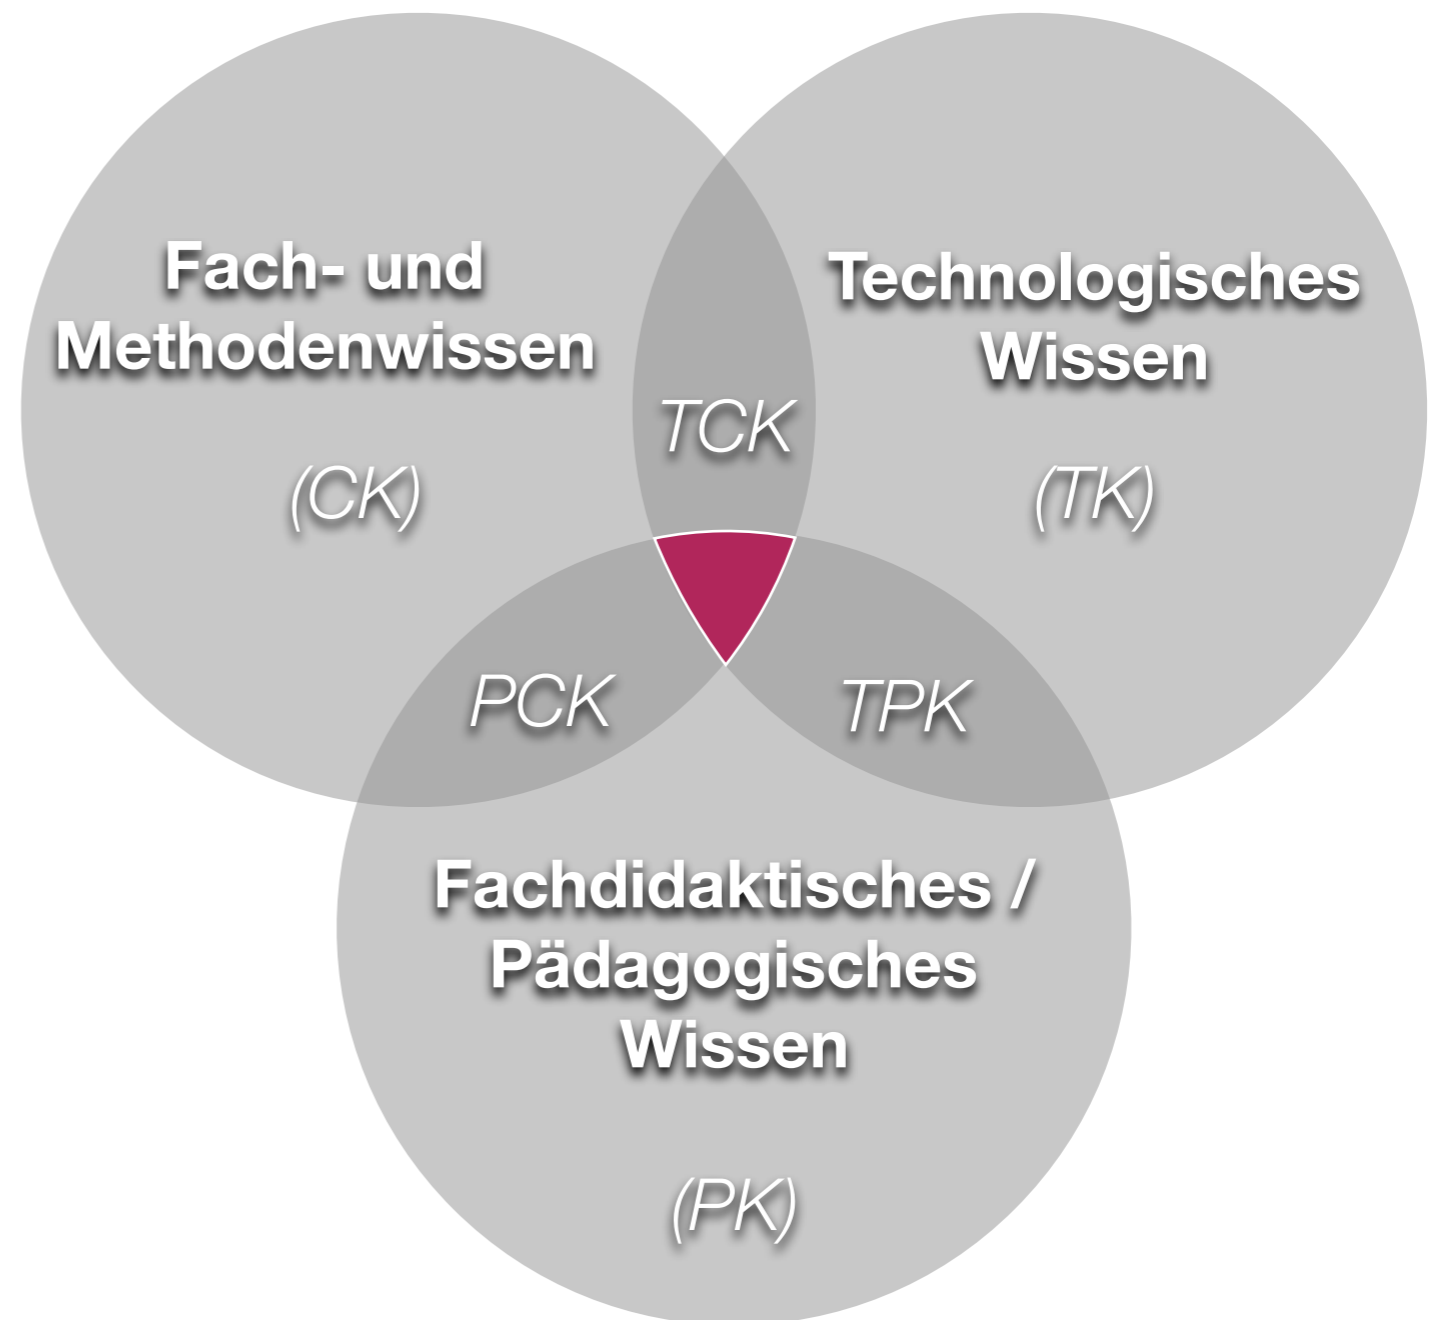 Fach- und
Methodenwissen
(CK)
Technologisches
Wissen
(TK)
TCK
PCK
TPK
Fachdidaktisches /
Pädagogisches
Wissen
(PK)